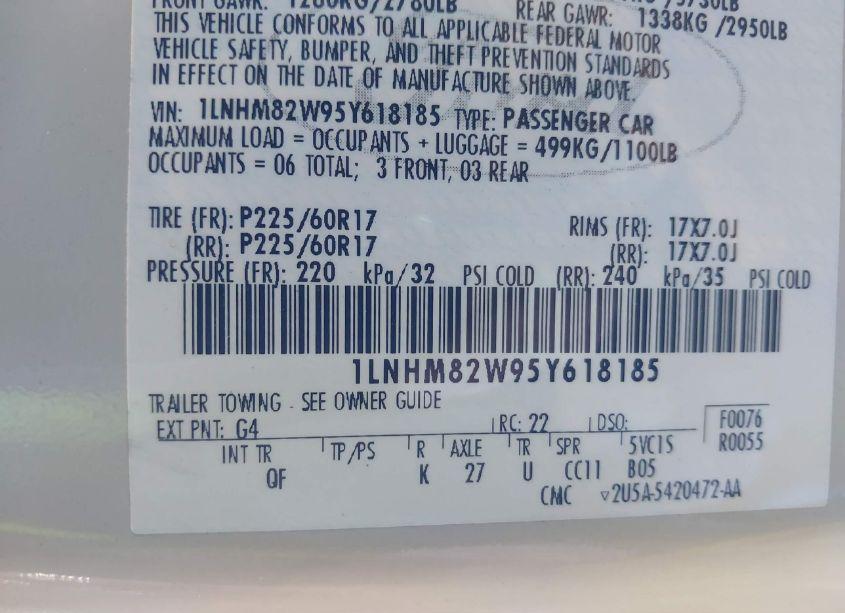 FRONT GAWR: 1260KG/2780LB
REAR GAWR: 1338KG /2950LB
THIS VEHICLE CONFORMS TO ALL APPLICABLE FEDERAL MOTOR
VEHICLE SAFETY, BUMPER, AND THEFT PREVENTION STANDARDS
IN EFFECT ON THE DATE OF MANUFACTURE SHOWN ABOVE.
VIN: 1LNHM82W95Y618185 TYPE: PASSENGER CAR
MAXIMUM LOAD = OCCUPANTS + LUGGAGE = 499KG/1100LB
OCCUPANTS = 06 TOTAL; 3 FRONT, 03 REAR
TIRE (FR): P225/60R17 RIMS (FR): 17X7.0J
(RR): P225/60R17 (RR): 17X7.0J
PRESSURE (FR): 220 kPa/32 PSI COLD (RR): 240 kPa/35 PSI COLD
1LNHM82W95Y618185
TRAILER TOWING - SEE OWNER GUIDE
EXT PNT: G4 RC: 22 DSO: F0076
INT TR TP/PS R AXLE TR SPR 5VC1S R0055
QF K 27 U CC11 B05
CMC ▽2U5A-5420472-AA